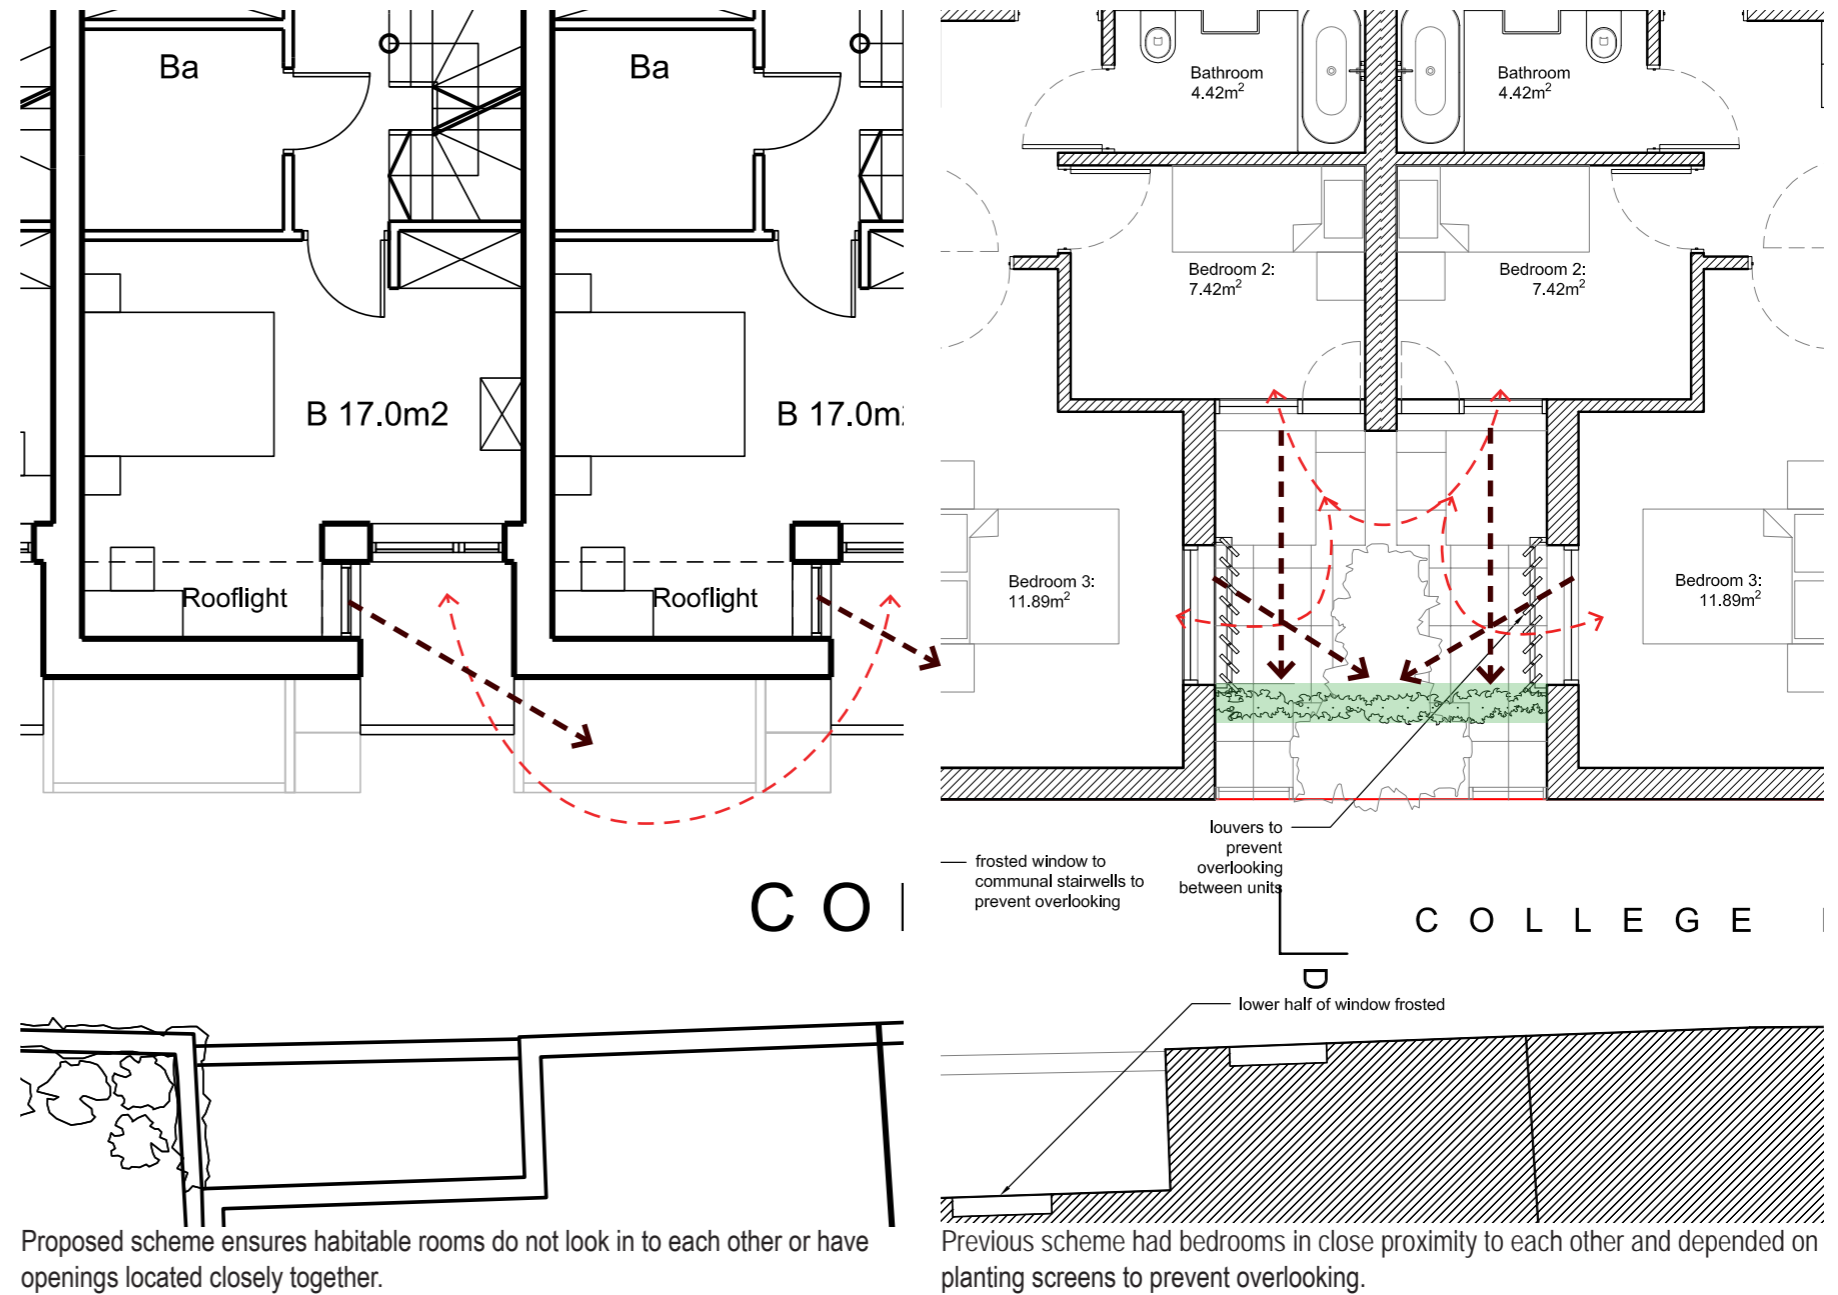 Ba
Ba
B 17.0m2
B 17.0m
Rooflight
Rooflight
C O
Proposed scheme ensures habitable rooms do not look in to each other or have
openings located closely together.
Bathroom
4.42m²
Bathroom
4.42m²
Bedroom 2:
7.42m²
Bedroom 2:
7.42m²
Bedroom 3:
11.89m²
Bedroom 3:
11.89m²
louvers to
prevent
overlooking
between units
frosted window to
communal stairwells to
prevent overlooking
C O L L E G E
D
lower half of window frosted
Previous scheme had bedrooms in close proximity to each other and depended on
planting screens to prevent overlooking.